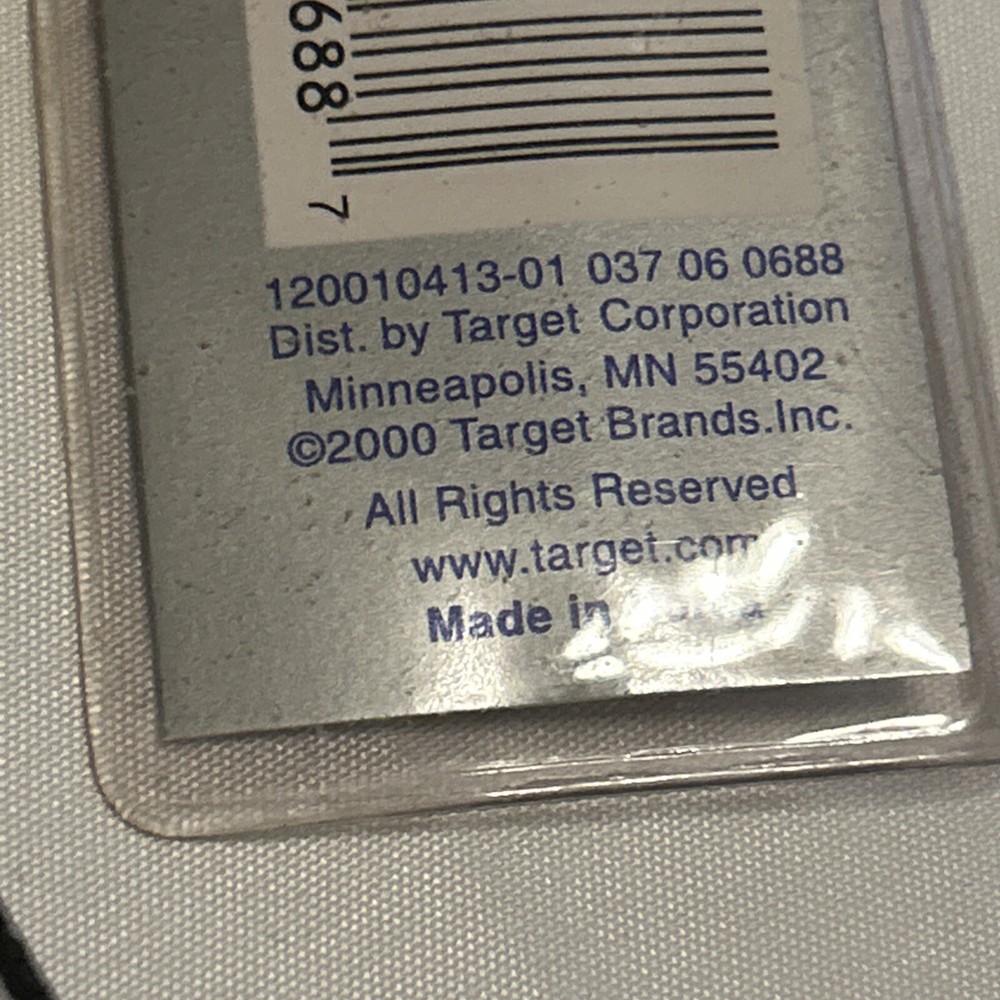 688
7
120010413-01 037 06 0688
Dist. by Target Corporation
Minneapolis, MN 55402
©2000 Target Brands.Inc.
All Rights Reserved
www.target.com
Made in